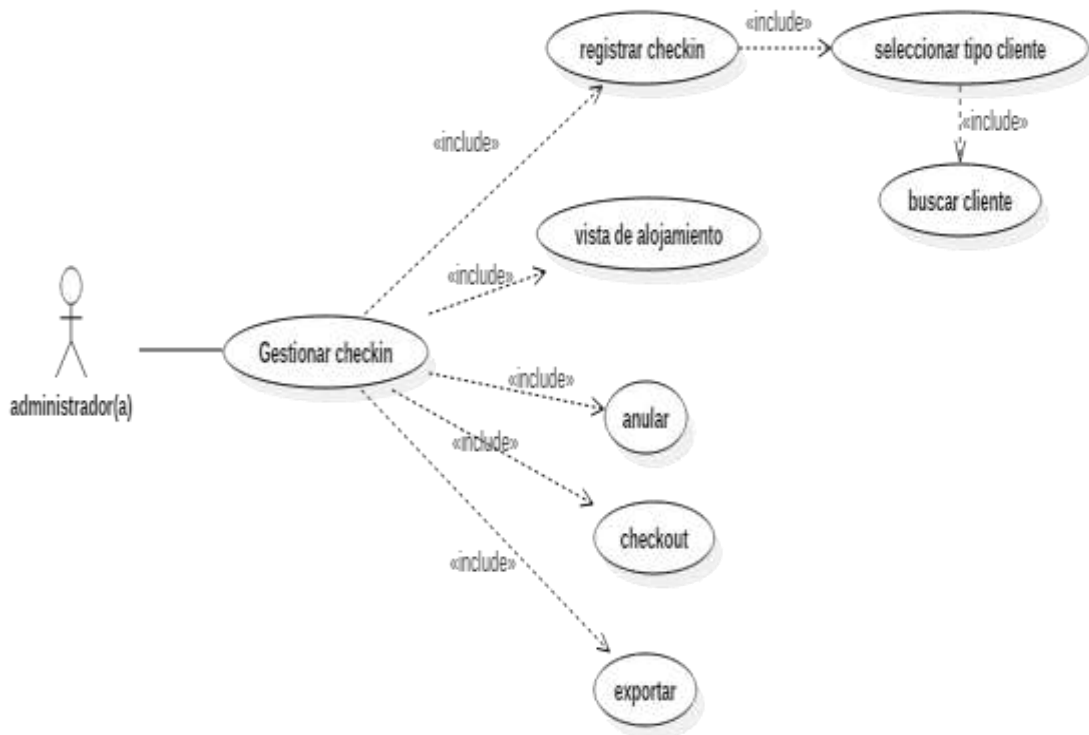 «include»
registrar checkin
seleccionar tipo cliente
«include»
«include»
buscar cliente
vista de alojamiento
«include»
Gestionar checkin
administrador(a)
«include»
anular
«include»
checkout
«include»
exportar